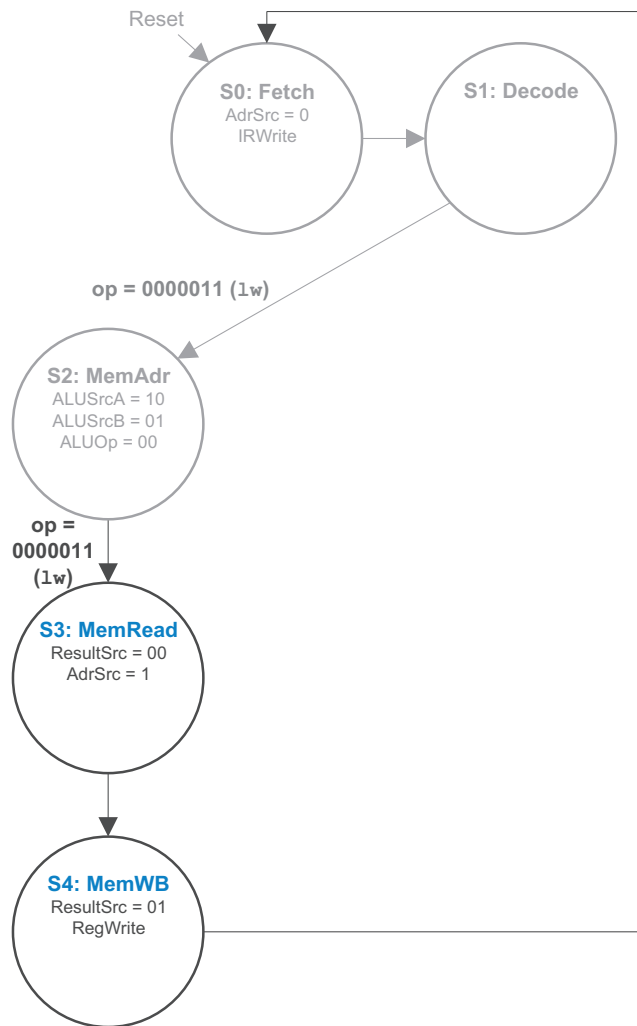 Reset
S0: Fetch
AdrSrc = 0
IRWrite
S1: Decode
op = 0000011 (lw)
S2: MemAdr
ALUSrcA = 10
ALUSrcB = 01
ALUOp = 00
op =
0000011
(lw)
S3: MemRead
ResultSrc = 00
AdrSrc = 1
S4: MemWB
ResultSrc = 01
RegWrite